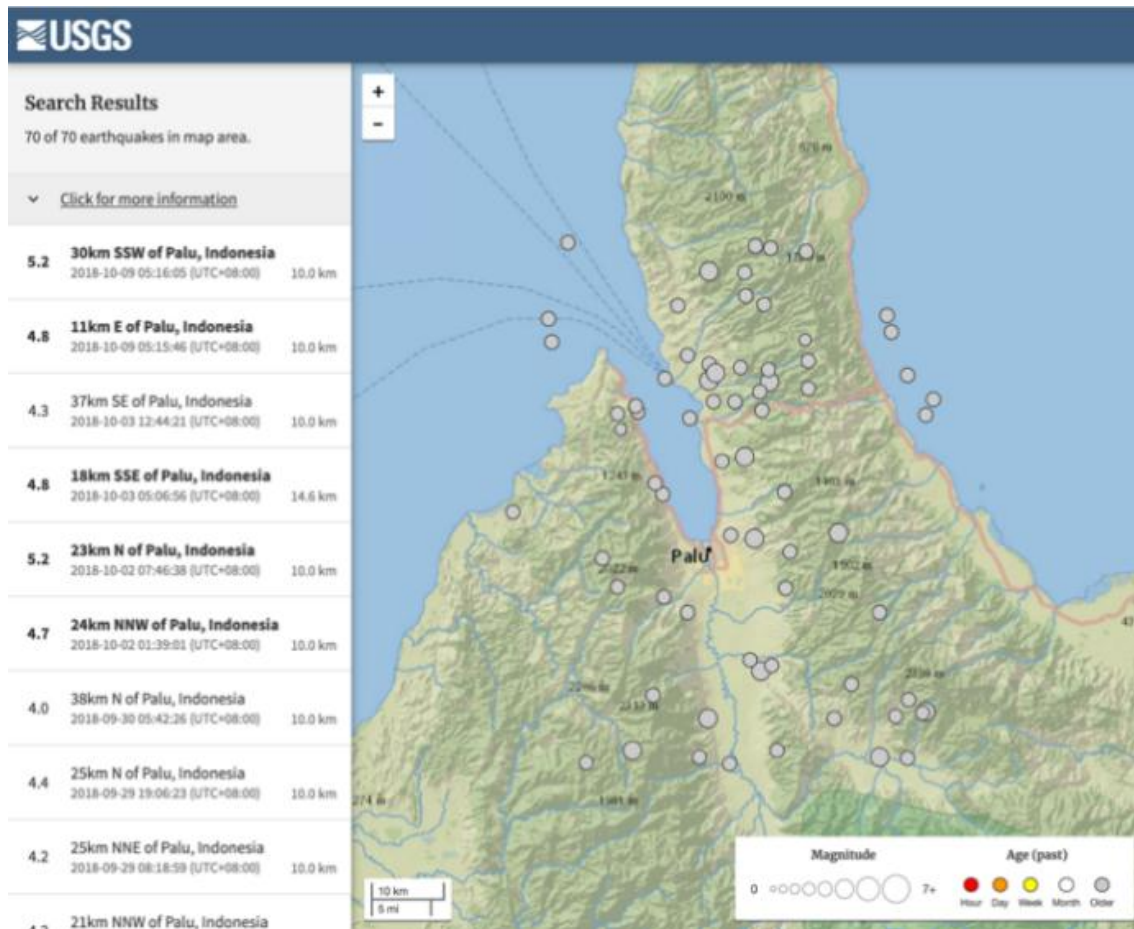 USGS
Search Results
70 of 70 earthquakes in map area.
Click for more information
5.2 30km SSW of Palu, Indonesia
2018-10-09 05:16:05 (UTC+08:00) 10.0 km
4.8 11km E of Palu, Indonesia
2018-10-09 05:15:46 (UTC+08:00) 10.0 km
4.3 37km SE of Palu, Indonesia
2018-10-03 12:44:21 (UTC+08:00) 10.0 km
4.8 18km SSE of Palu, Indonesia
2018-10-03 05:06:56 (UTC+08:00) 14.6 km
5.2 23km N of Palu, Indonesia
2018-10-02 07:46:38 (UTC+08:00) 10.0 km
4.7 24km NNW of Palu, Indonesia
2018-10-02 01:39:01 (UTC+08:00) 10.0 km
4.0 38km N of Palu, Indonesia
2018-09-30 05:42:26 (UTC+08:00) 10.0 km
4.4 25km N of Palu, Indonesia
2018-09-29 19:06:23 (UTC+08:00) 10.0 km
4.2 25km NNE of Palu, Indonesia
2018-09-29 08:18:59 (UTC+08:00) 10.0 km
21km NNW of Palu, Indonesia
+
−
2100 m
Palu
10 km
5 mi
Magnitude
0 7+
Age (past)
Hour Day Week Month Older